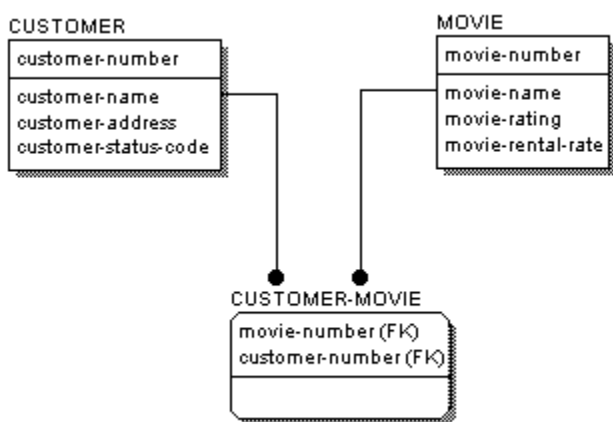 CUSTOMER
customer-number
customer-name
customer-address
customer-status-code
MOVIE
movie-number
movie-name
movie-rating
movie-rental-rate
CUSTOMER-MOVIE
movie-number (FK)
customer-number (FK)